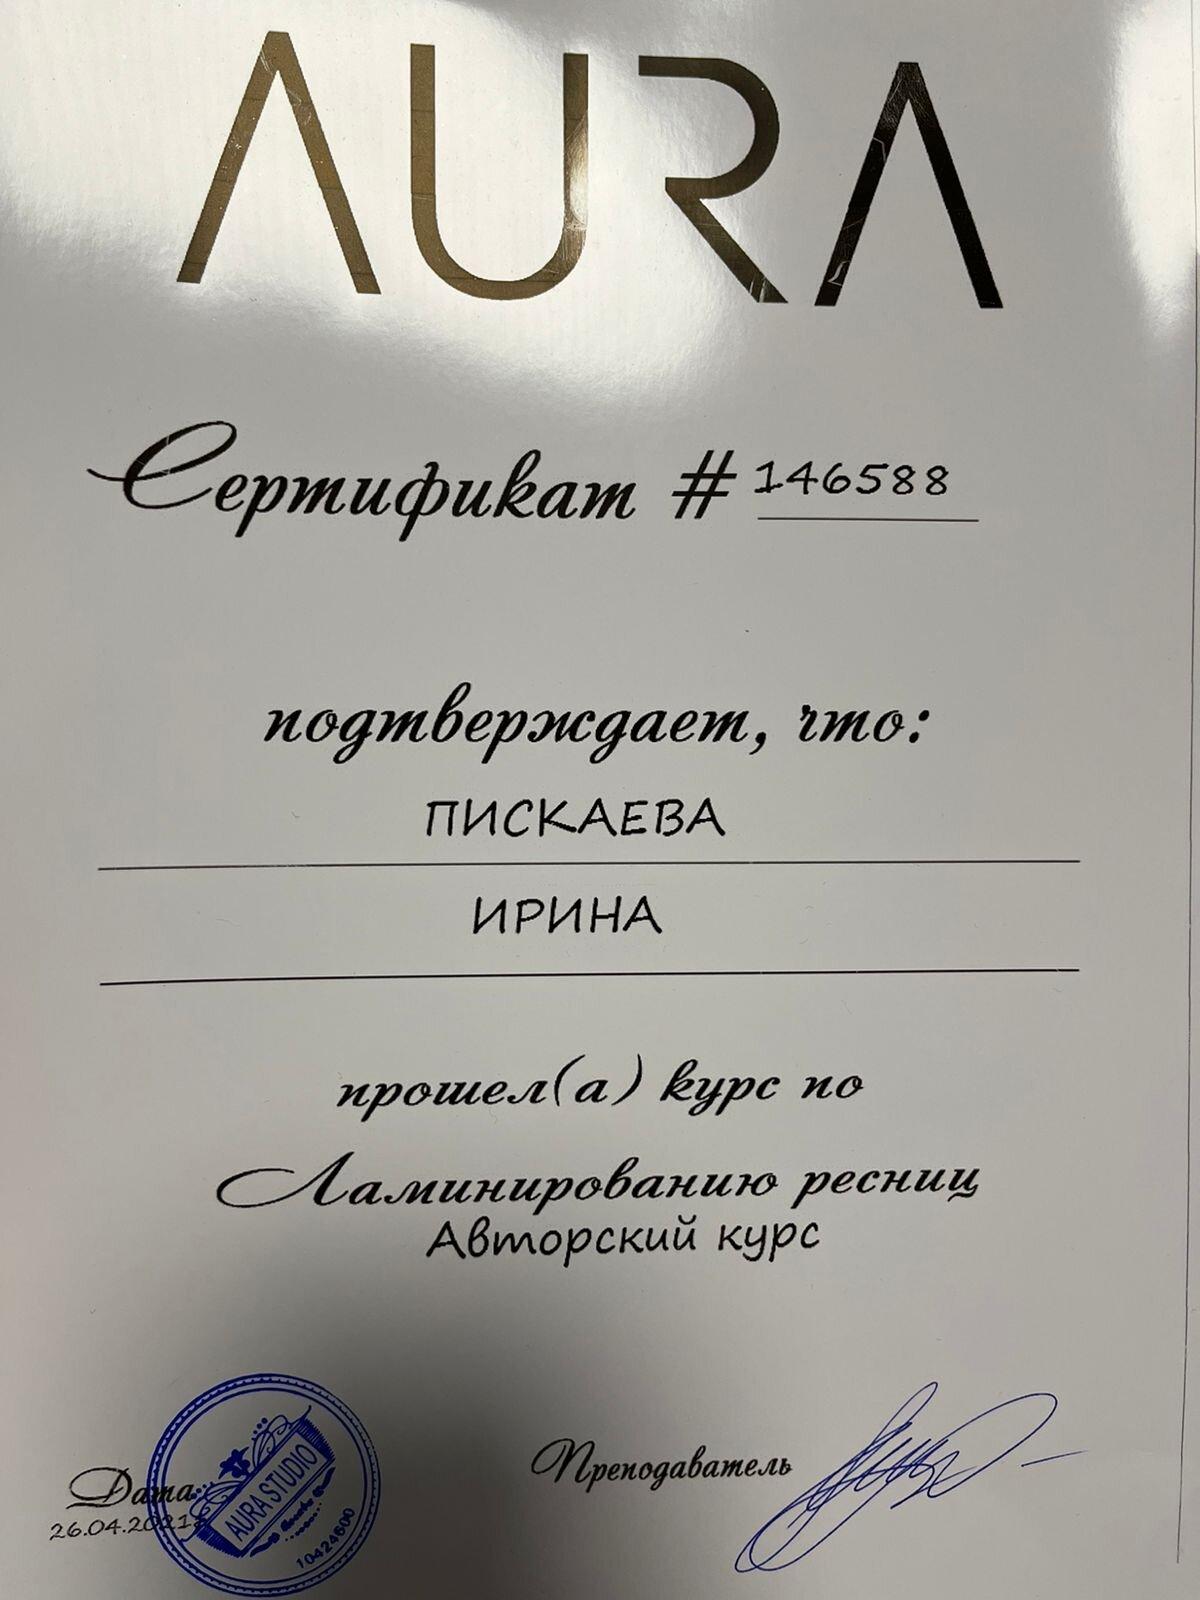 AURA
Сертификат # 146588
подтверждает, что:
ПИСКАЕВА
ИРИНА
прошел(а) курс по
Ламинированию ресниц
Авторский курс
Дата
26.04.2021г
AURA STUDIO
10424600
Преподаватель